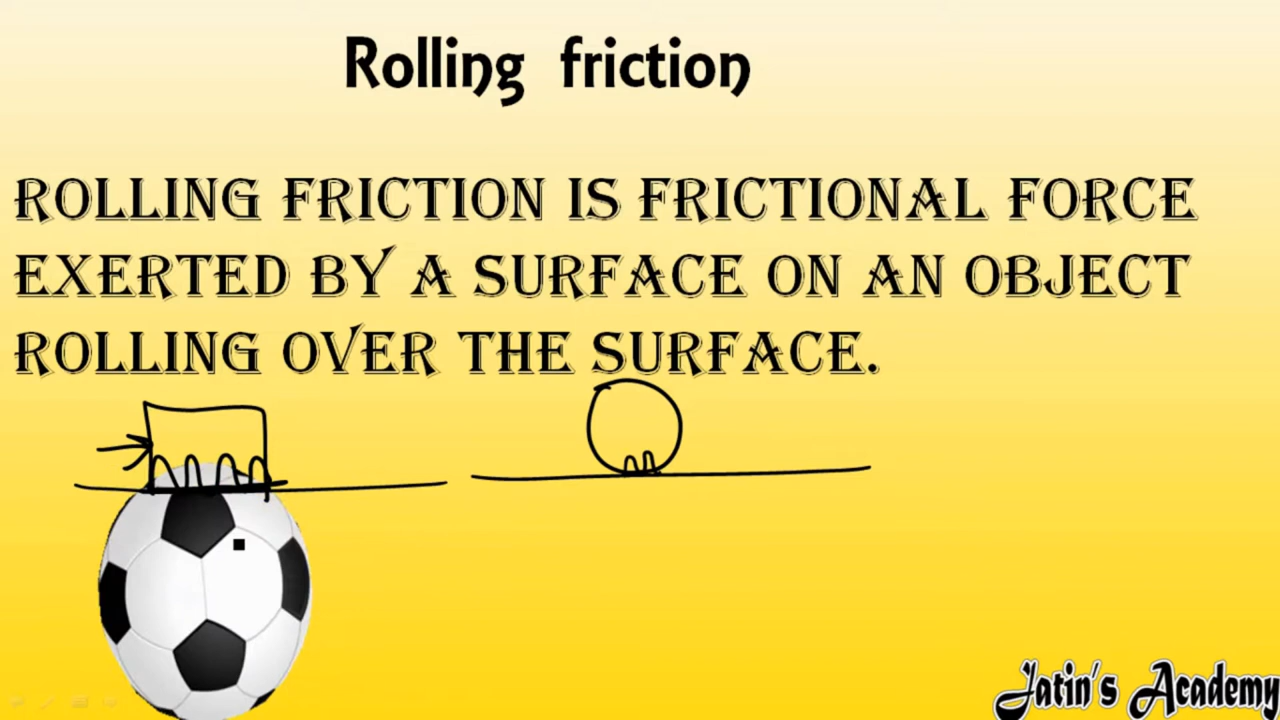 Rolling friction
ROLLING FRICTION IS FRICTIONAL FORCE
EXERTED BY A SURFACE ON AN OBJECT
ROLLING OVER THE SURFACE.
Jatin's Academy